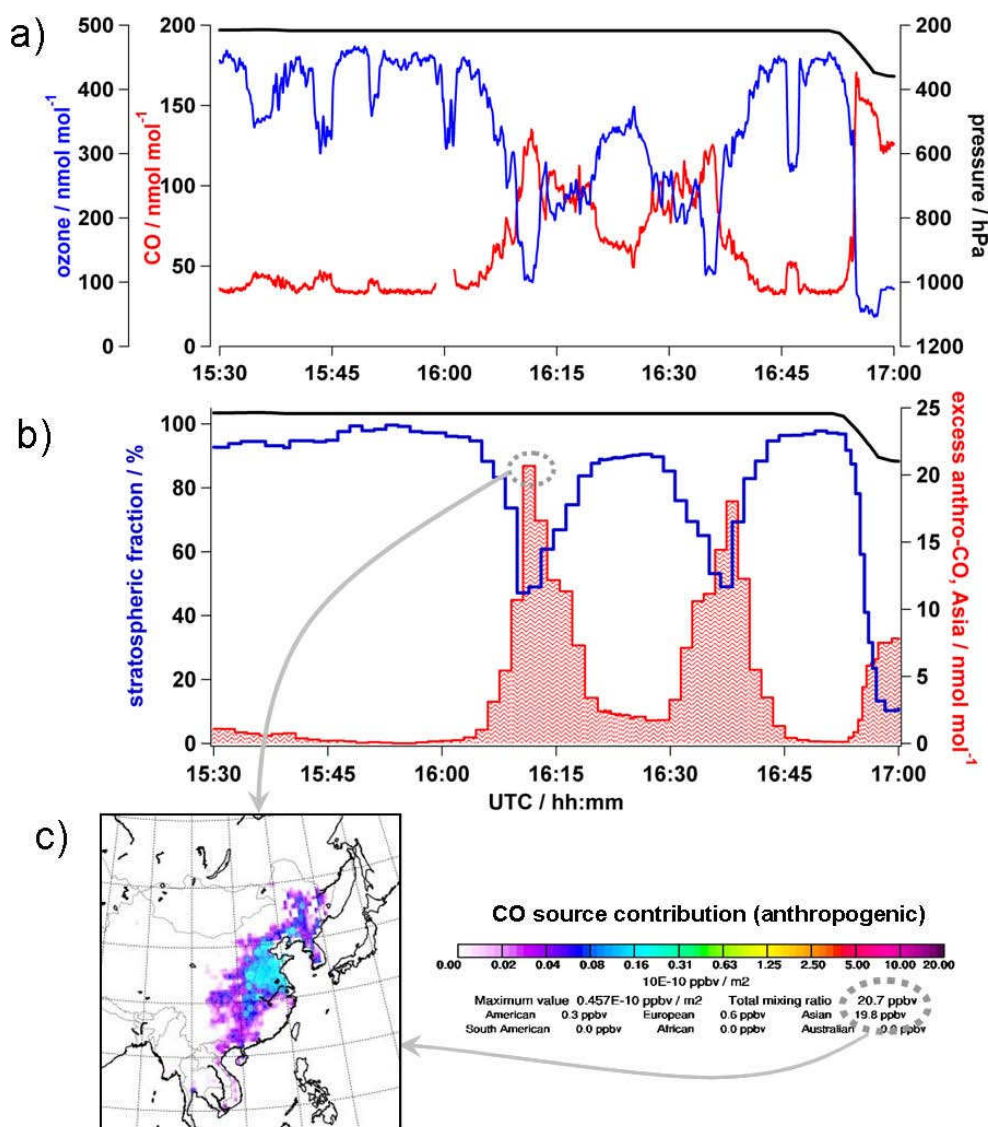 a)
500
400
300
200
100
0
ozone / nmol mol-1
200
150
100
50
0
CO / nmol mol-1
200
400
600
800
1000
1200
pressure / hPa
15:30 15:45 16:00 16:15 16:30 16:45 17:00
b)
100
80
60
40
20
0
stratospheric fraction / %
25
20
15
10
5
0
excess anthro-CO, Asia / nmol mol-1
15:30 15:45 16:00 16:15 16:30 16:45 17:00
UTC / hh:mm
c)
CO source contribution (anthropogenic)
0.00 0.02 0.04 0.08 0.16 0.31 0.63 1.25 2.50 5.00 10.00 20.00
10E-10 ppbv / m2
Maximum value 0.457E-10 ppbv / m2 Total mixing ratio 20.7 ppbv
American 0.3 ppbv European 0.6 ppbv Asian 19.8 ppbv
South American 0.0 ppbv African 0.0 ppbv Australian 0.0 ppbv